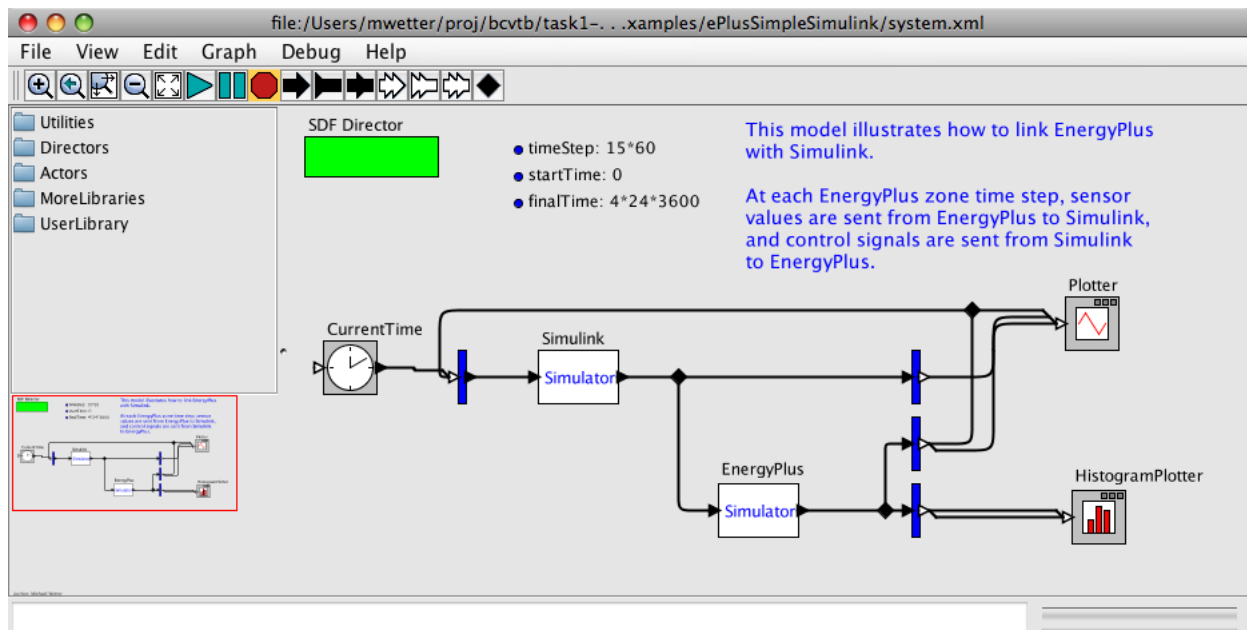 file:/Users/mwetter/proj/bcvtb/task1-. . .xamples/ePlusSimpleSimulink/system.xml
File View Edit Graph Debug Help
Utilities
Directors
Actors
MoreLibraries
UserLibrary
SDF Director
timeStep: 15*60
startTime: 0
finalTime: 4*24*3600
This model illustrates how to link EnergyPlus
with Simulink.
At each EnergyPlus zone time step, sensor
values are sent from EnergyPlus to Simulink,
and control signals are sent from Simulink
to EnergyPlus.
Plotter
CurrentTime
Simulink
Simulator
EnergyPlus
Simulator
HistogramPlotter